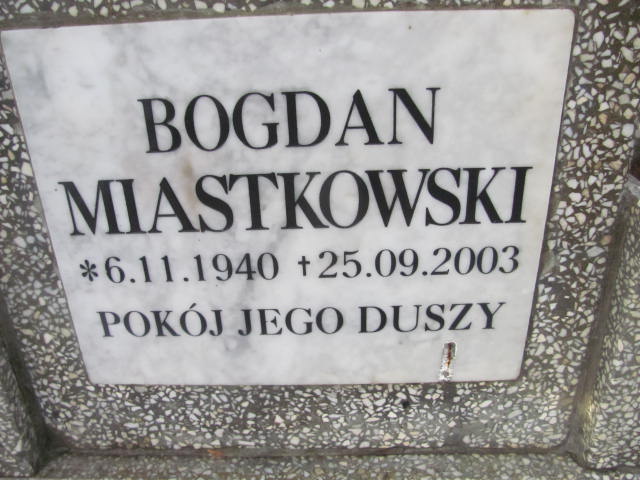 BOGDAN
MIASTKOWSKI
*6.11.1940 †25.09.2003
POKÓJ JEGO DUSZY